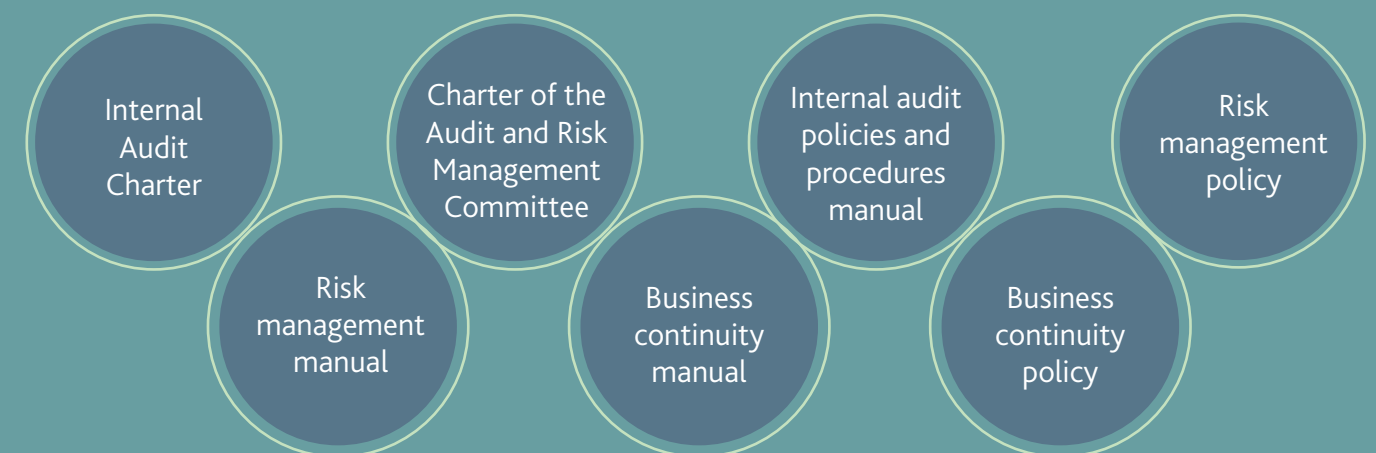 Internal
Audit
Charter
Charter of the
Audit and Risk
Management
Committee
Internal audit
policies and
procedures
manual
Risk
management
policy
Risk
management
manual
Business
continuity
manual
Business
continuity
policy